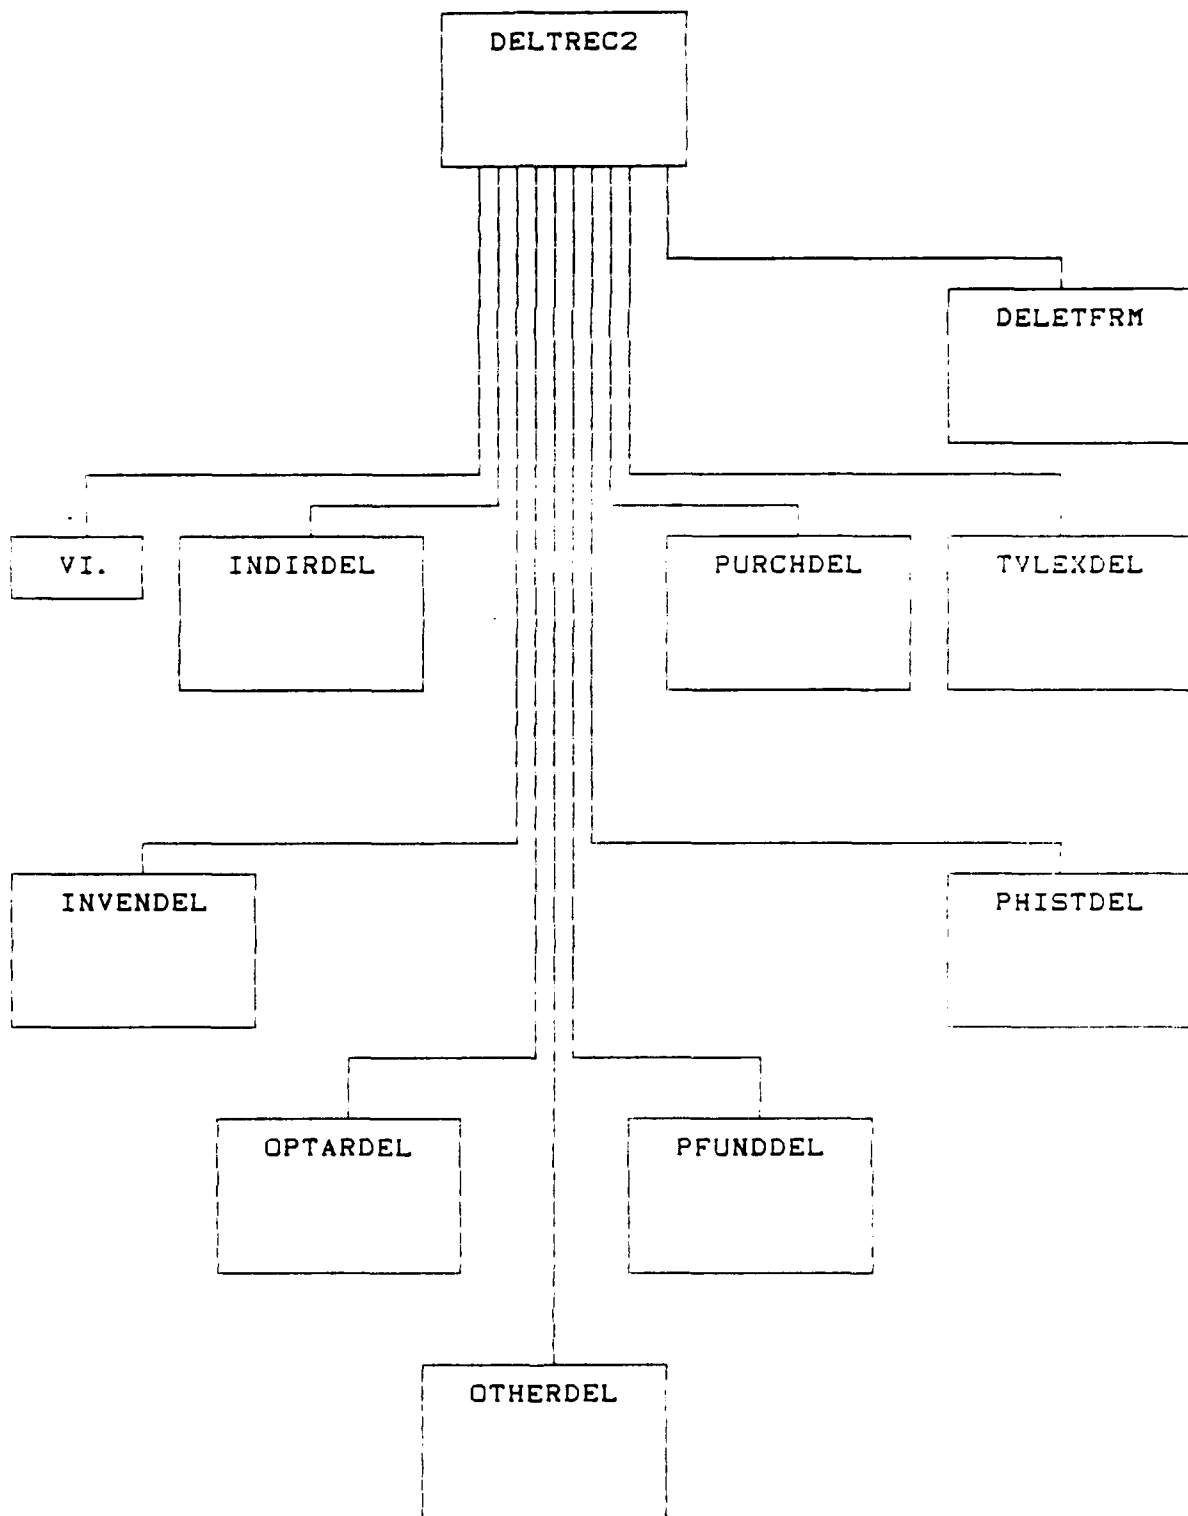 DELTREC2
DELETFRM
VI.
INDIRDEL
PURCHDEL
TVLEXDEL
INVENDEL
PHISTDEL
OPTARDEL
PFUNDDEL
OTHERDEL